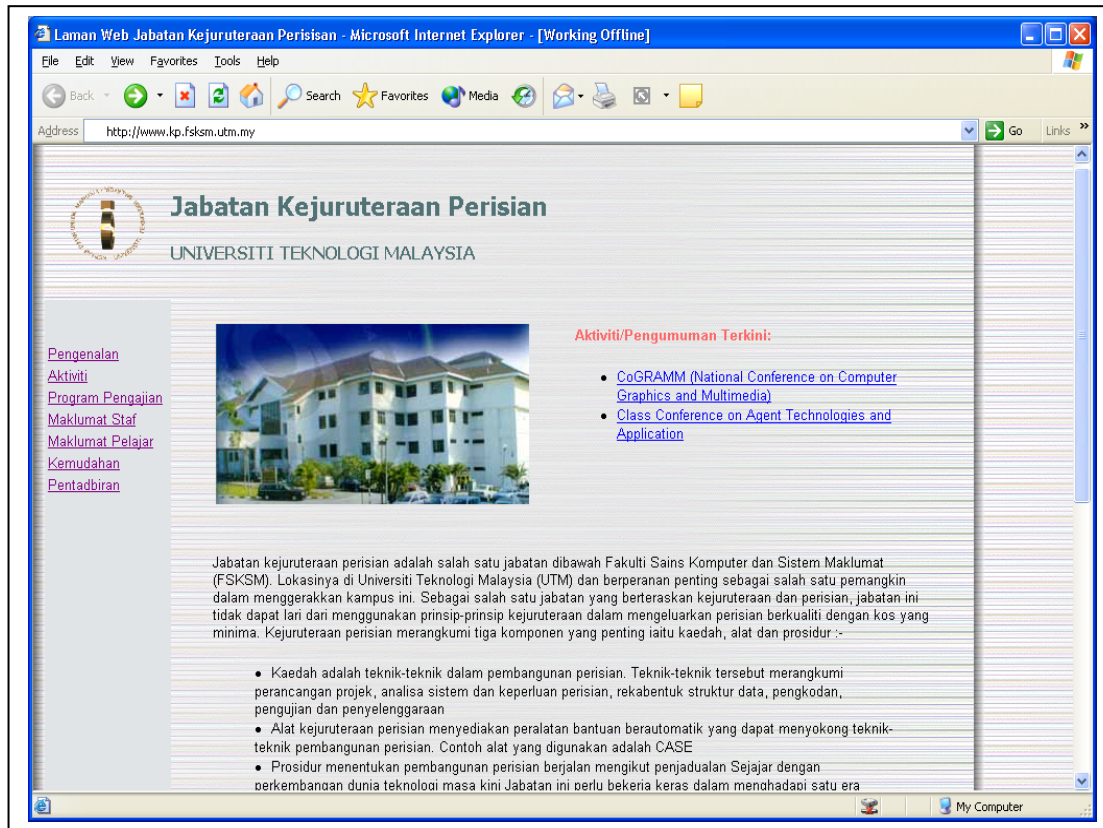 Laman Web Jabatan Kejuruteraan Perisisan - Microsoft Internet Explorer - [Working Offline]
File Edit View Favorites Tools Help
Back Search Favorites Media
Address http://www.kp.fsksm.utm.my Go Links »
Jabatan Kejuruteraan Perisian
UNIVERSITI TEKNOLOGI MALAYSIA
Pengenalan
Aktiviti
Program Pengajian
Maklumat Staf
Maklumat Pelajar
Kemudahan
Pentadbiran
Aktiviti/Pengumuman Terkini:
• CoGRAMM (National Conference on Computer
Graphics and Multimedia)
• Class Conference on Agent Technologies and
Application
Jabatan kejuruteraan perisian adalah salah satu jabatan dibawah Fakulti Sains Komputer dan Sistem Maklumat
(FSKSM). Lokasinya di Universiti Teknologi Malaysia (UTM) dan berperanan penting sebagai salah satu pemangkin
dalam menggerakkan kampus ini. Sebagai salah satu jabatan yang berteraskan kejuruteraan dan perisian, jabatan ini
tidak dapat lari dari menggunakan prinsip-prinsip kejuruteraan dalam mengeluarkan perisian berkualiti dengan kos yang
minima. Kejuruteraan perisian merangkumi tiga komponen yang penting iaitu kaedah, alat dan prosidur :-
• Kaedah adalah teknik-teknik dalam pembangunan perisian. Teknik-teknik tersebut merangkumi
perancangan projek, analisa sistem dan keperluan perisian, rekabentuk struktur data, pengkodan,
pengujian dan penyelenggaraan
• Alat kejuruteraan perisian menyediakan peralatan bantuan berautomatik yang dapat menyokong teknik-
teknik pembangunan perisian. Contoh alat yang digunakan adalah CASE
• Prosidur menentukan pembangunan perisian berjalan mengikut penjadualan Sejajar dengan
perkembangan dunia teknologi masa kini Jabatan ini perlu bekerja keras dalam menghadapi satu era
My Computer